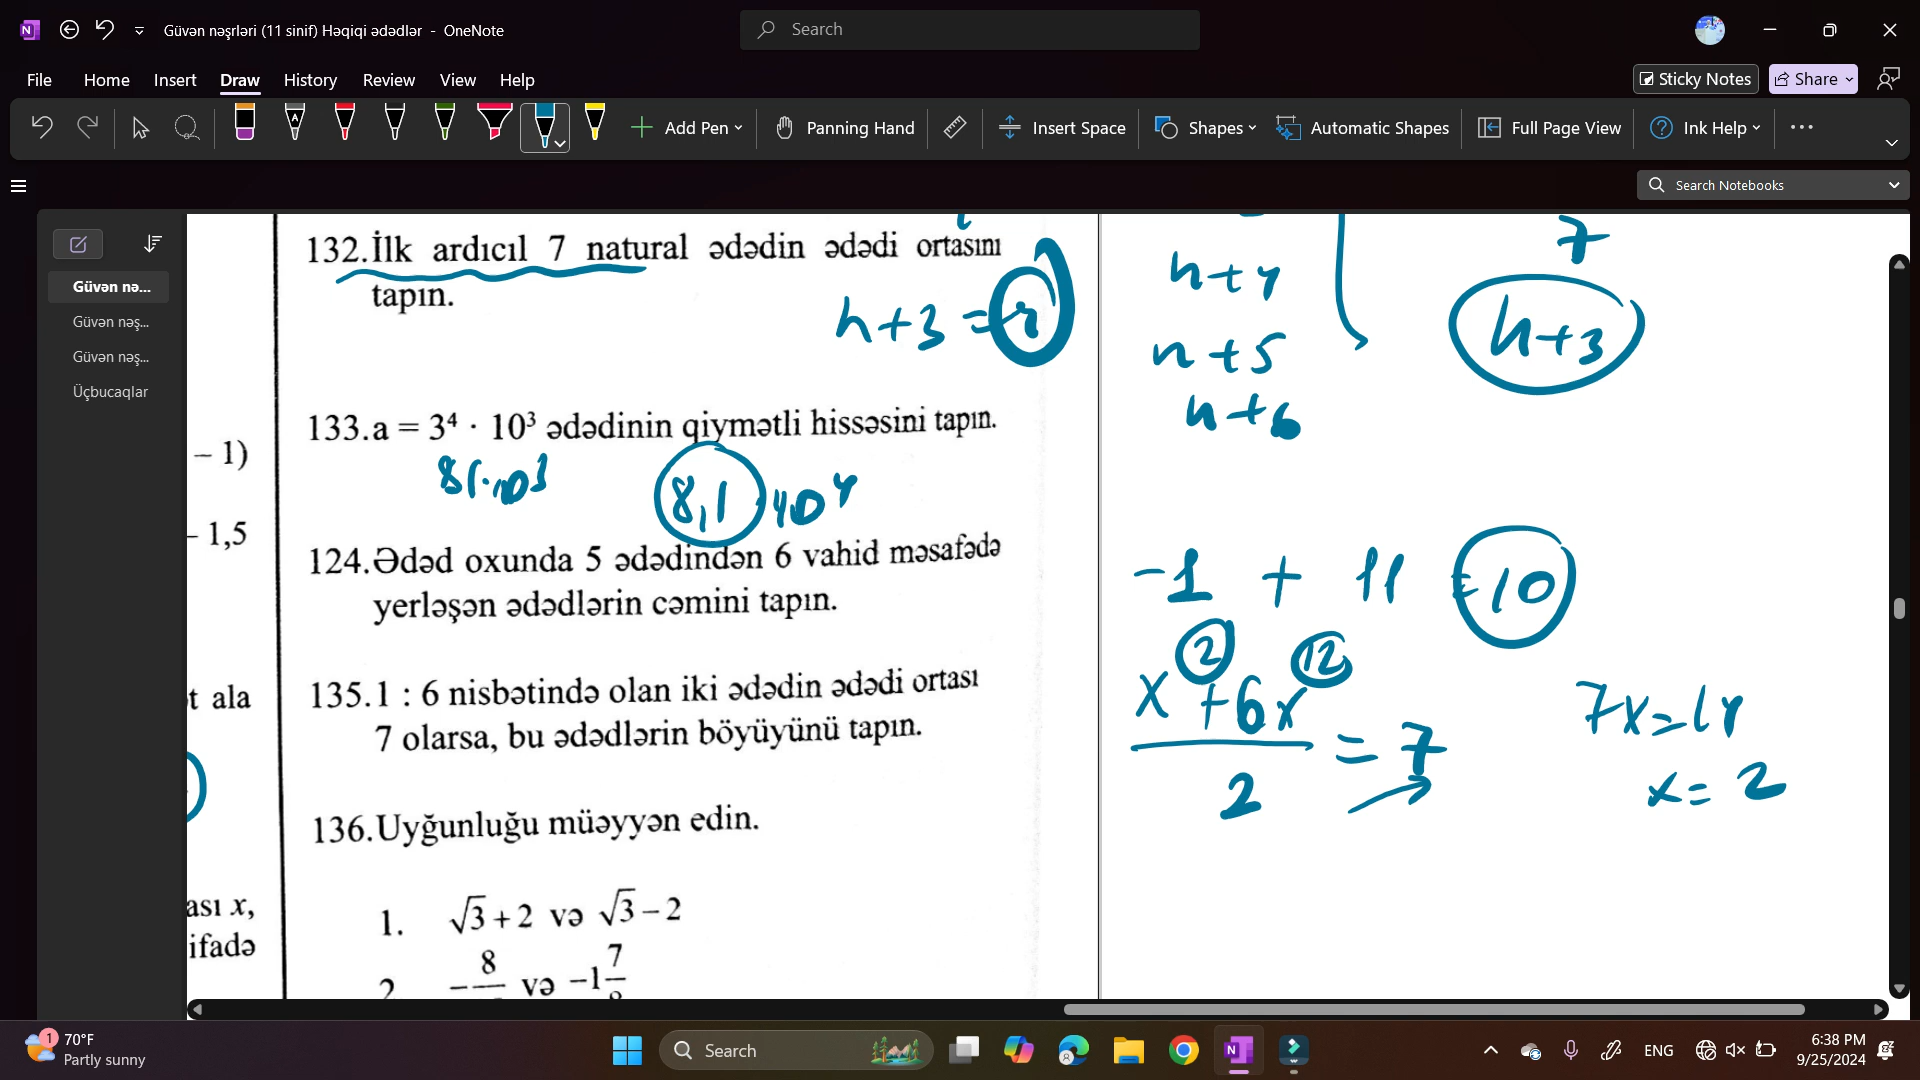 Güvən nəşrləri (11 sinif) Həqiqi ədədlər - OneNote
Search
File Home Insert Draw History Review View Help
Sticky Notes Share
Add Pen Panning Hand Insert Space Shapes Automatic Shapes Full Page View Ink Help
Search Notebooks
Güvən nə...
Güvən nəş...
Güvən nəş...
Üçbucaqlar
– 1)
– 1,5
t ala
ası x,
ifadə
132. İlk ardıcıl 7 natural ədədin ədədi ortasını
tapın.
n+3 =
133. a = 3⁴ · 10³ ədədinin qiymətli hissəsini tapın.
81·10³
8,1 · 10⁴
124. Ədəd oxunda 5 ədədindən 6 vahid məsafədə
yerləşən ədədlərin cəmini tapın.
135. 1 : 6 nisbətində olan iki ədədin ədədi ortası
7 olarsa, bu ədədlərin böyüyünü tapın.
136. Uyğunluğu müəyyən edin.
1. √3 + 2 və √3 – 2
2 – 8 və –1 7
7
n+4
n+3
n+5
n+6
-1 + 11 = 10
2 12
x + 6x
2
= 7
7x=14
x= 2
1 70°F
Partly sunny
Search
ENG
6:38 PM
9/25/2024